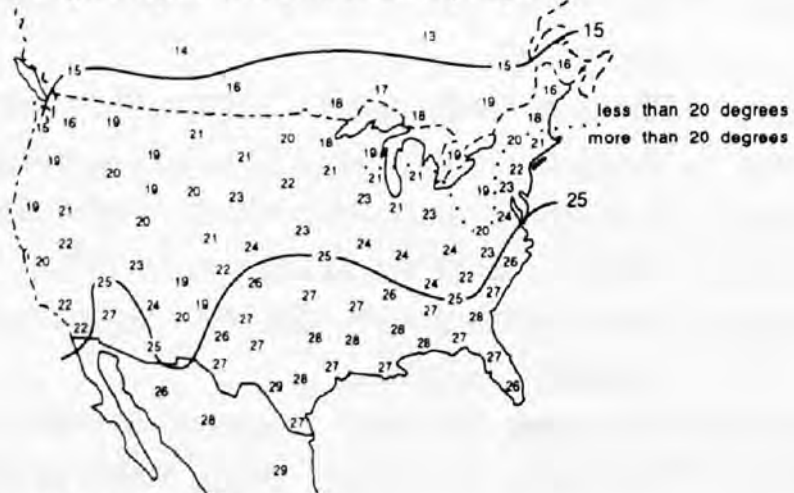 14 13 15
15 15
16 17
18 18 19 16 16
15 16 19 21 20 18 18 less than 20 degrees
20 21 more than 20 degrees
19 20 19 21 22 21 19 21 21 19 19 22 23
19 21 19 20 20 23 23 21 23 24 25
20 22 21 24 23 24 24 24 20 23
25 23 19 22 26 25 24 22 25 26
22 27 24 20 19 27 27 27 26 27 27
22 25 26 27 28 28 28 28 28 27
27 27 27 27 26
26 29 28
28 27
29